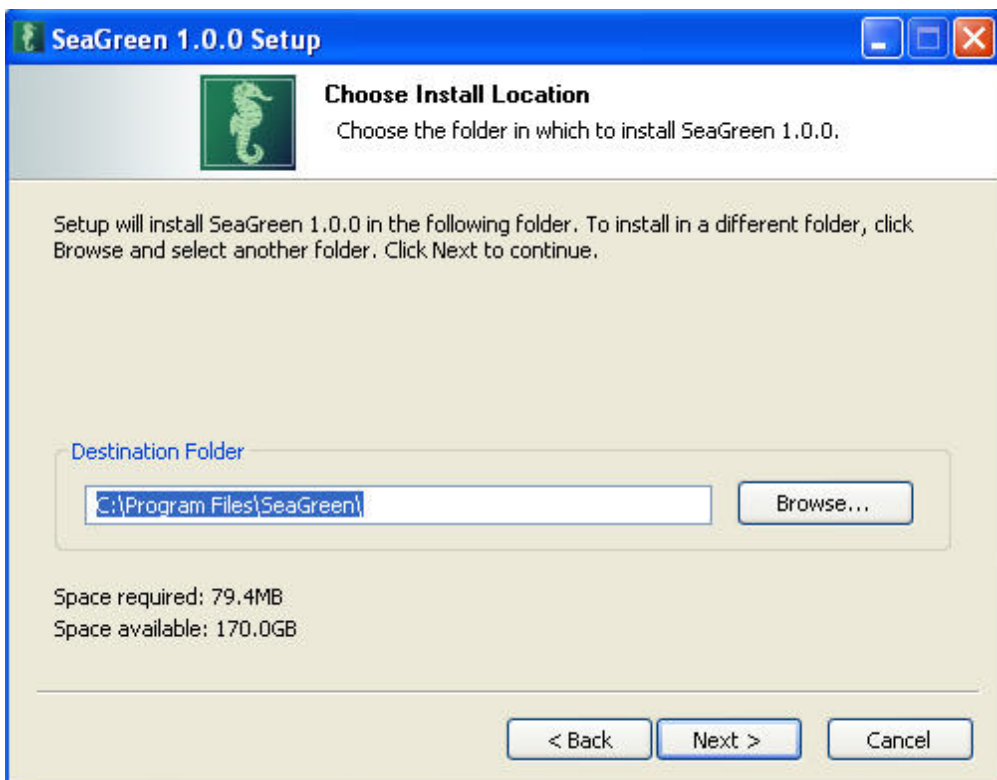 SeaGreen 1.0.0 Setup
Choose Install Location
Choose the folder in which to install SeaGreen 1.0.0.
Setup will install SeaGreen 1.0.0 in the following folder. To install in a different folder, click
Browse and select another folder. Click Next to continue.
Destination Folder
C:\Program Files\SeaGreen\
Browse...
Space required: 79.4MB
Space available: 170.0GB
< Back
Next >
Cancel